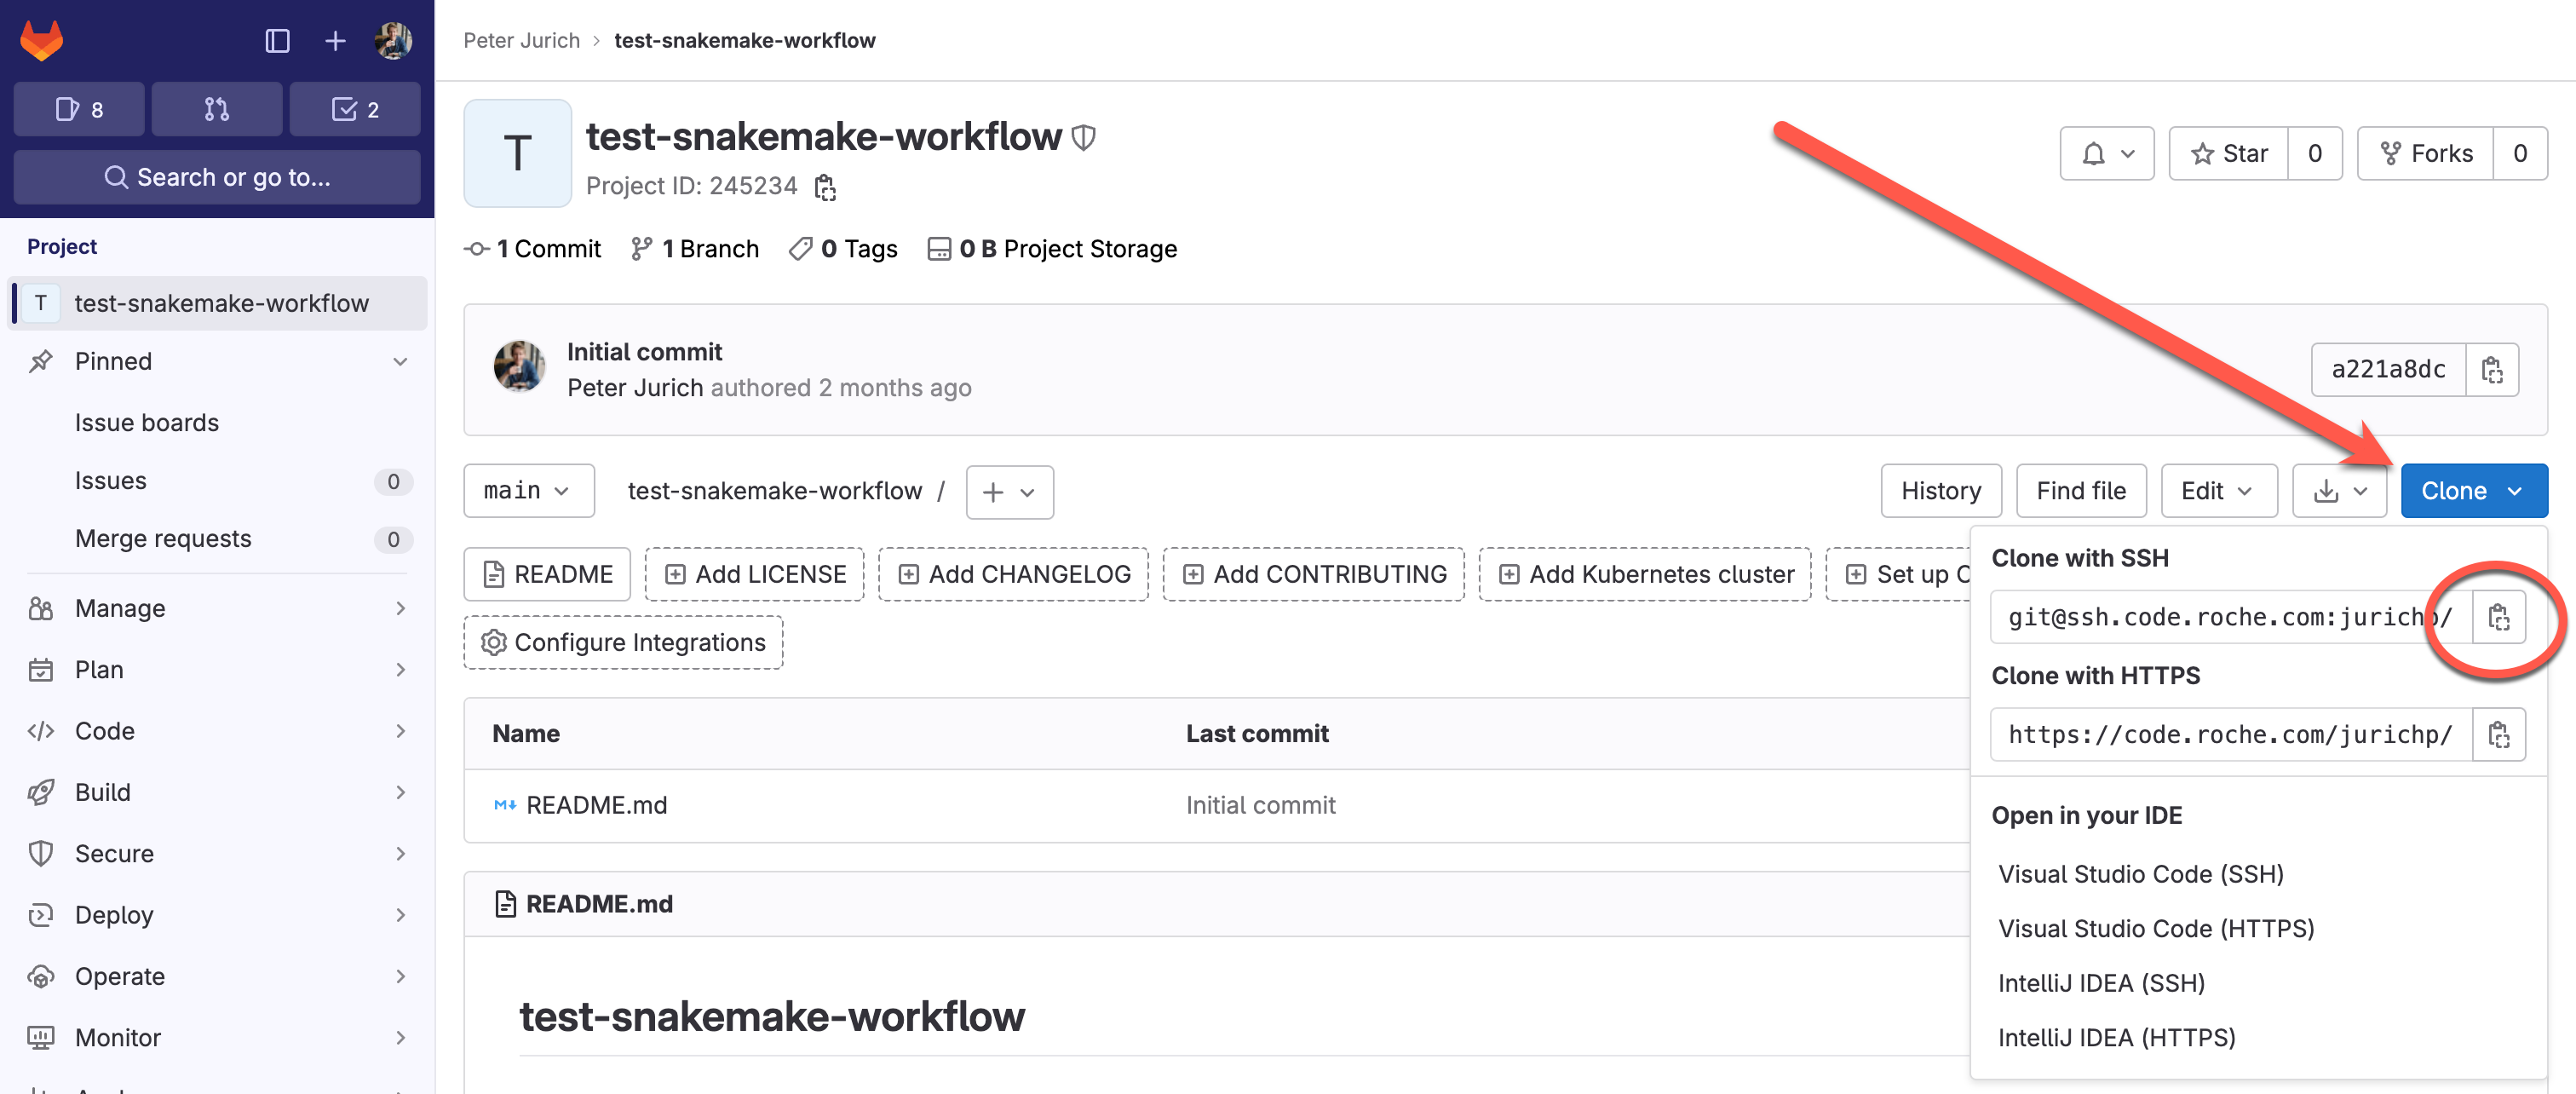 Peter Jurich > test-snakemake-workflow
8
2
Search or go to...
Project
T test-snakemake-workflow
Pinned
Issue boards
Issues 0
Merge requests 0
Manage
Plan
Code
Build
Secure
Deploy
Operate
Monitor
T
test-snakemake-workflow
Project ID: 245234
Star 0
Forks 0
1 Commit 1 Branch 0 Tags 0 B Project Storage
Initial commit
Peter Jurich authored 2 months ago
a221a8dc
main test-snakemake-workflow / +
History Find file Edit Clone
README Add LICENSE Add CHANGELOG Add CONTRIBUTING Add Kubernetes cluster Set up
Configure Integrations
Name Last commit
README.md Initial commit
README.md
test-snakemake-workflow
Clone with SSH
git@ssh.code.roche.com:jurichp/
Clone with HTTPS
https://code.roche.com/jurichp/
Open in your IDE
Visual Studio Code (SSH)
Visual Studio Code (HTTPS)
IntelliJ IDEA (SSH)
IntelliJ IDEA (HTTPS)